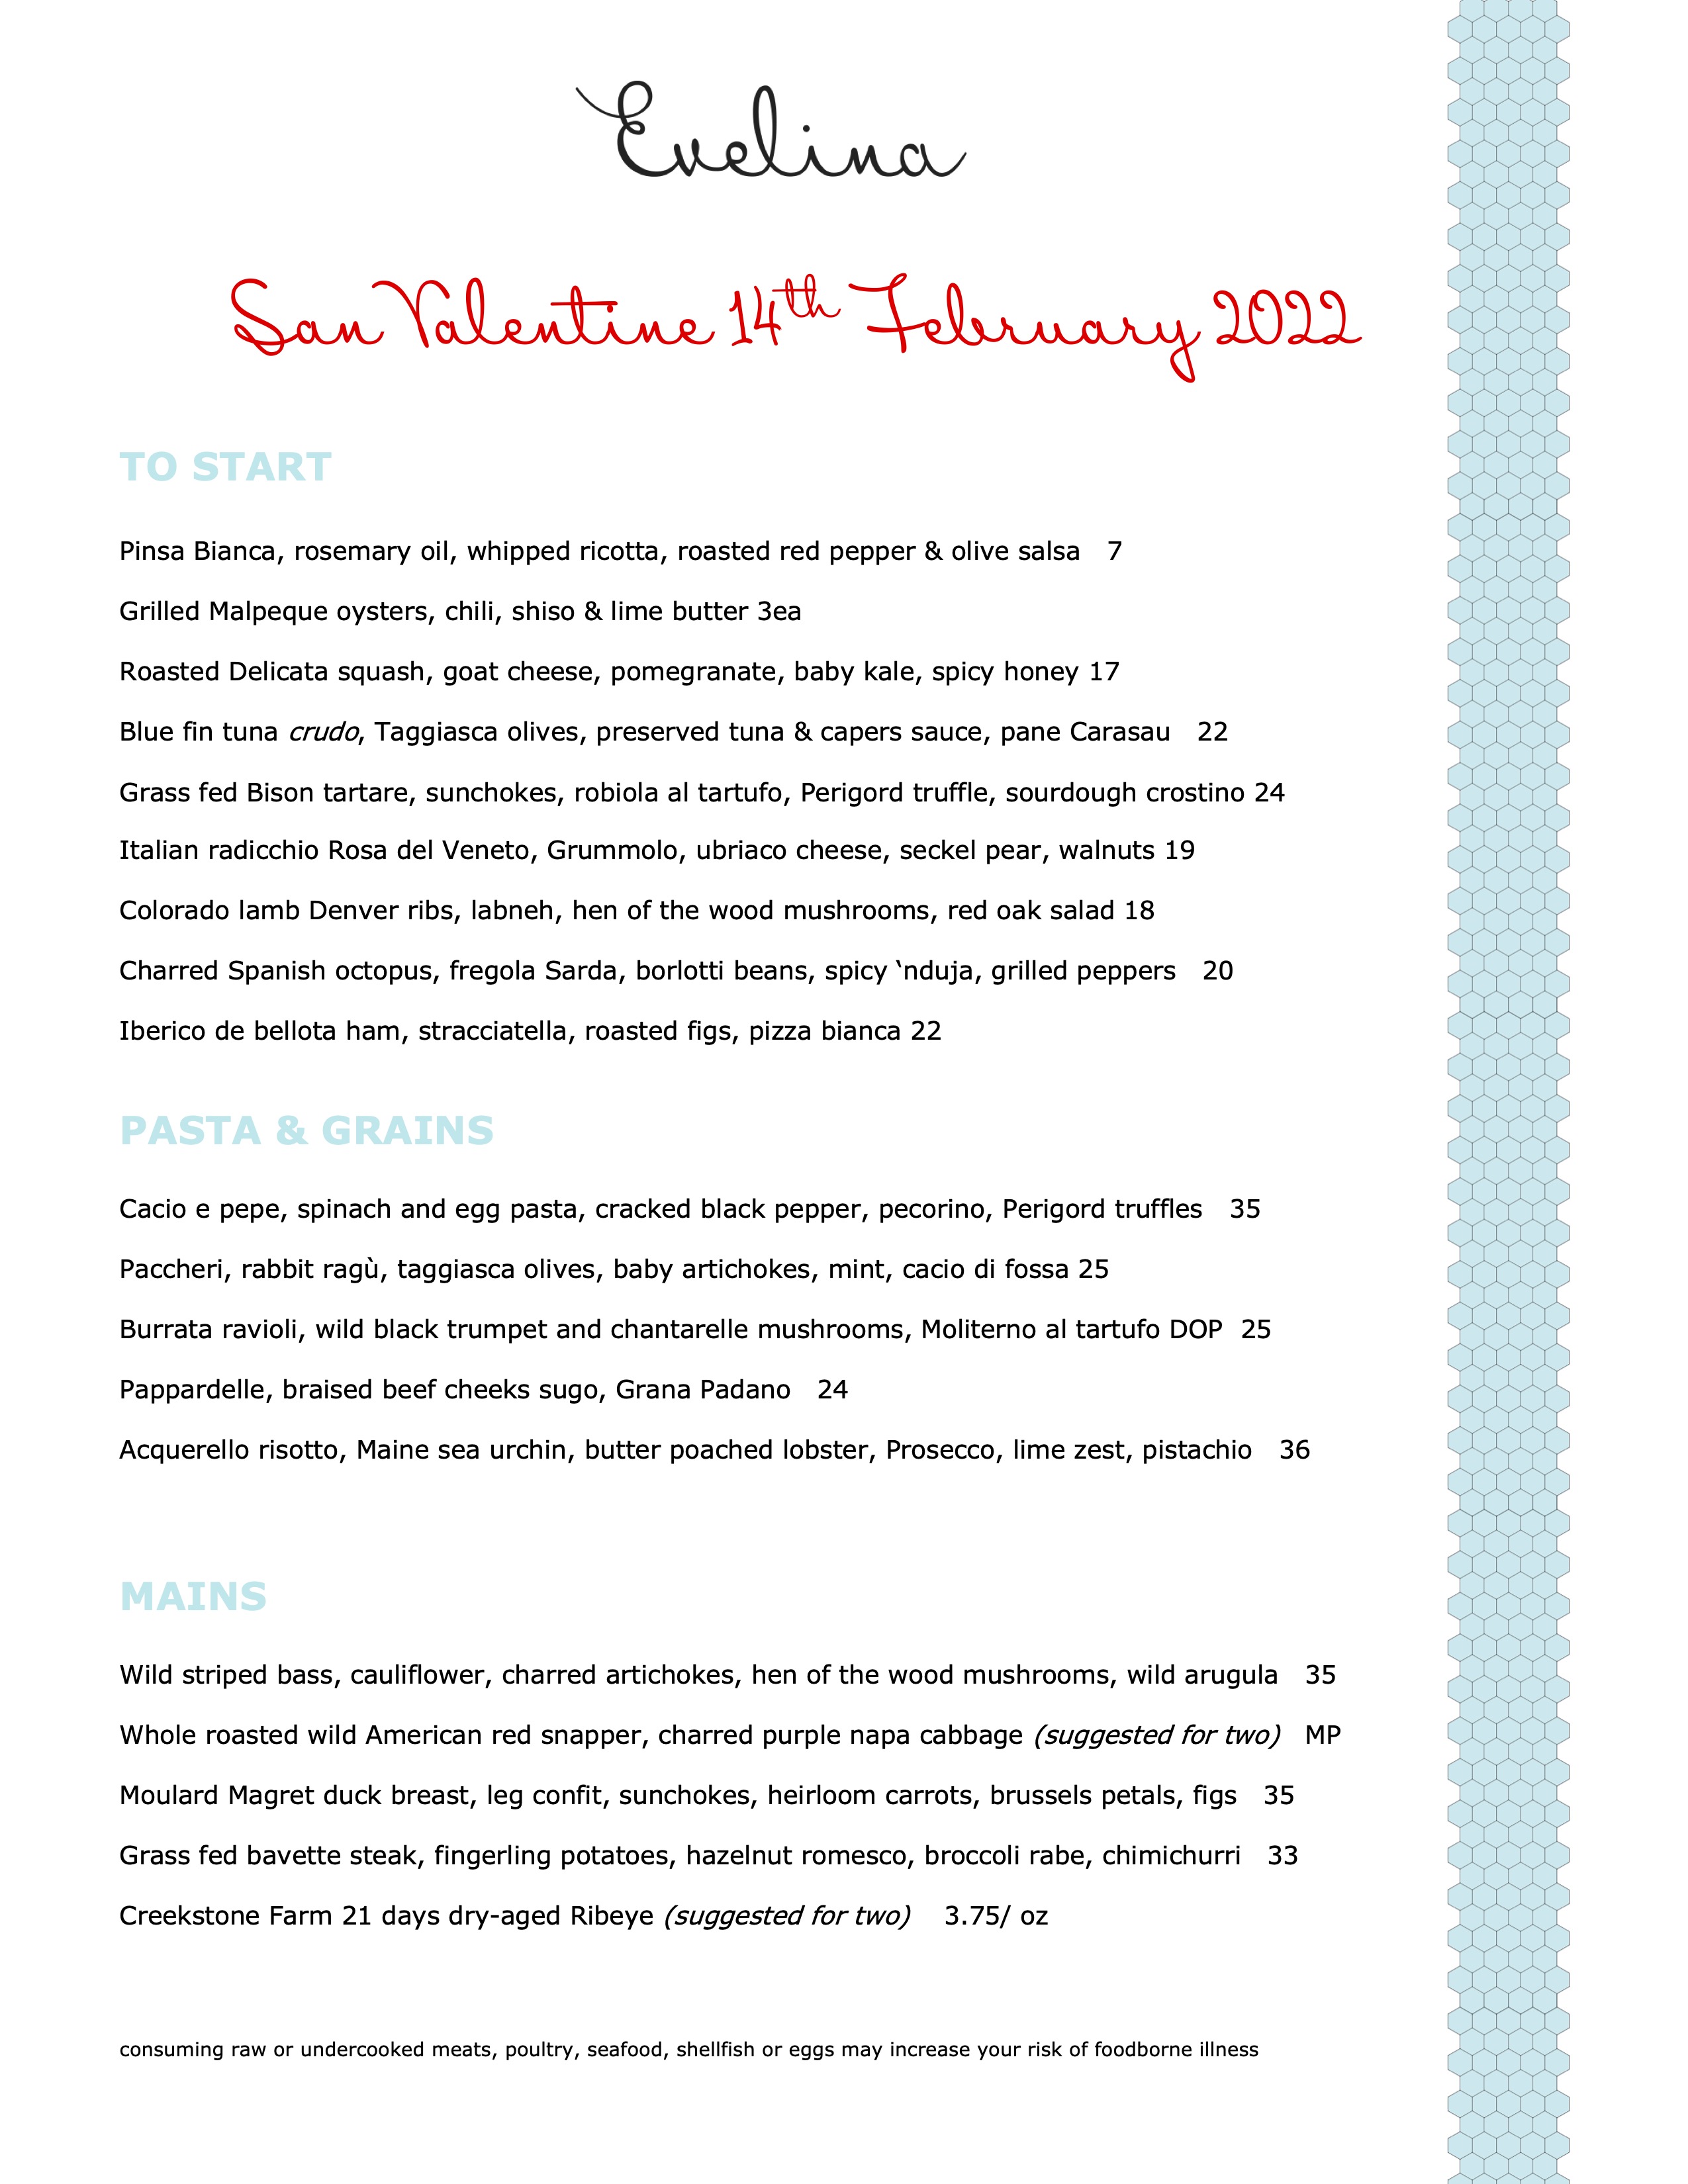 Evelina
San Valentine 14th February 2022
TO START
Pinsa Bianca, rosemary oil, whipped ricotta, roasted red pepper & olive salsa 7
Grilled Malpeque oysters, chili, shiso & lime butter 3ea
Roasted Delicata squash, goat cheese, pomegranate, baby kale, spicy honey 17
Blue fin tuna crudo, Taggiasca olives, preserved tuna & capers sauce, pane Carasau 22
Grass fed Bison tartare, sunchokes, robiola al tartufo, Perigord truffle, sourdough crostino 24
Italian radicchio Rosa del Veneto, Grummolo, ubriaco cheese, seckel pear, walnuts 19
Colorado lamb Denver ribs, labneh, hen of the wood mushrooms, red oak salad 18
Charred Spanish octopus, fregola Sarda, borlotti beans, spicy ‘nduja, grilled peppers 20
Iberico de bellota ham, stracciatella, roasted figs, pizza bianca 22
PASTA & GRAINS
Cacio e pepe, spinach and egg pasta, cracked black pepper, pecorino, Perigord truffles 35
Paccheri, rabbit ragù, taggiasca olives, baby artichokes, mint, cacio di fossa 25
Burrata ravioli, wild black trumpet and chantarelle mushrooms, Moliterno al tartufo DOP 25
Pappardelle, braised beef cheeks sugo, Grana Padano 24
Acquerello risotto, Maine sea urchin, butter poached lobster, Prosecco, lime zest, pistachio 36
MAINS
Wild striped bass, cauliflower, charred artichokes, hen of the wood mushrooms, wild arugula 35
Whole roasted wild American red snapper, charred purple napa cabbage (suggested for two) MP
Moulard Magret duck breast, leg confit, sunchokes, heirloom carrots, brussels petals, figs 35
Grass fed bavette steak, fingerling potatoes, hazelnut romesco, broccoli rabe, chimichurri 33
Creekstone Farm 21 days dry-aged Ribeye (suggested for two) 3.75/ oz
consuming raw or undercooked meats, poultry, seafood, shellfish or eggs may increase your risk of foodborne illness